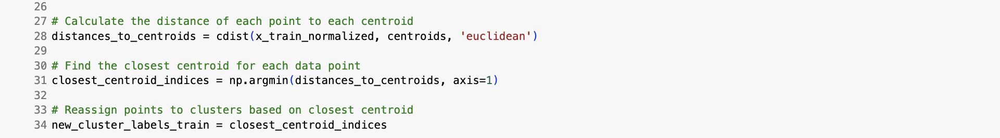 26
27 # Calculate the distance of each point to each centroid
28 distances_to_centroids = cdist(x_train_normalized, centroids, 'euclidean')
29
30 # Find the closest centroid for each data point
31 closest_centroid_indices = np.argmin(distances_to_centroids, axis=1)
32
33 # Reassign points to clusters based on closest centroid
34 new_cluster_labels_train = closest_centroid_indices